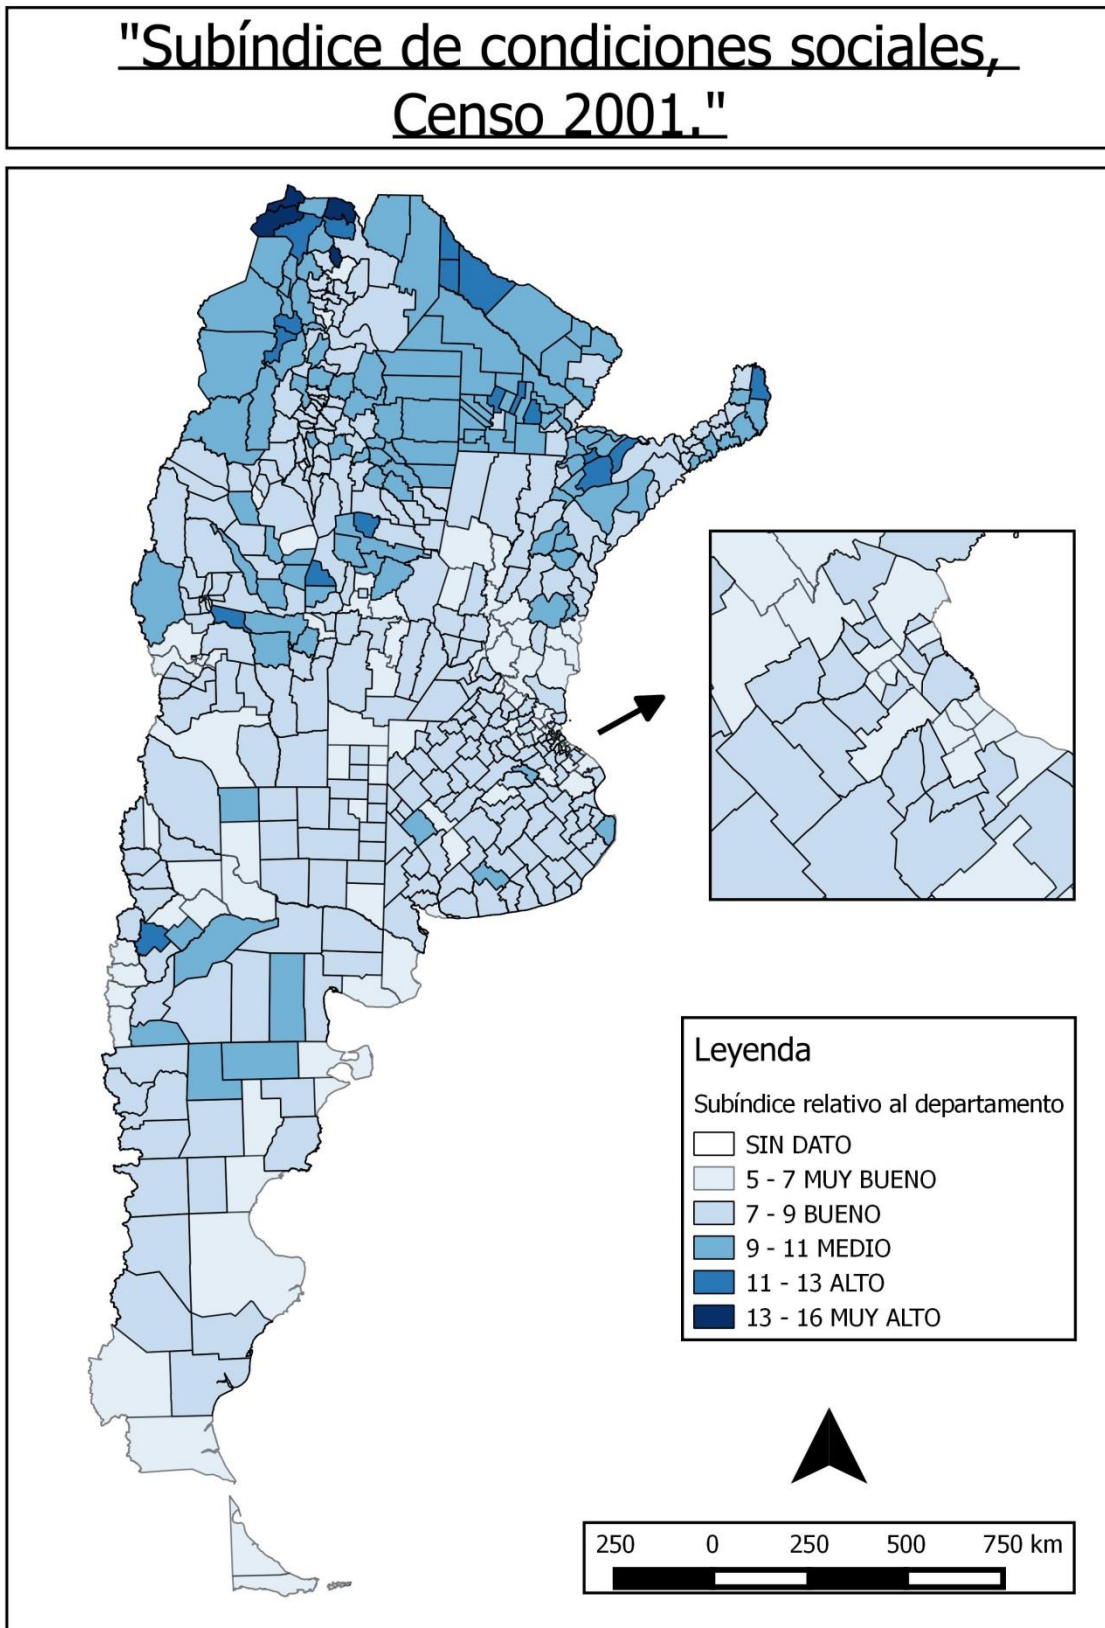 "Subíndice de condiciones sociales,
Censo 2001."
Leyenda
Subíndice relativo al departamento
SIN DATO
5 - 7 MUY BUENO
7 - 9 BUENO
9 - 11 MEDIO
11 - 13 ALTO
13 - 16 MUY ALTO
250 0 250 500 750 km